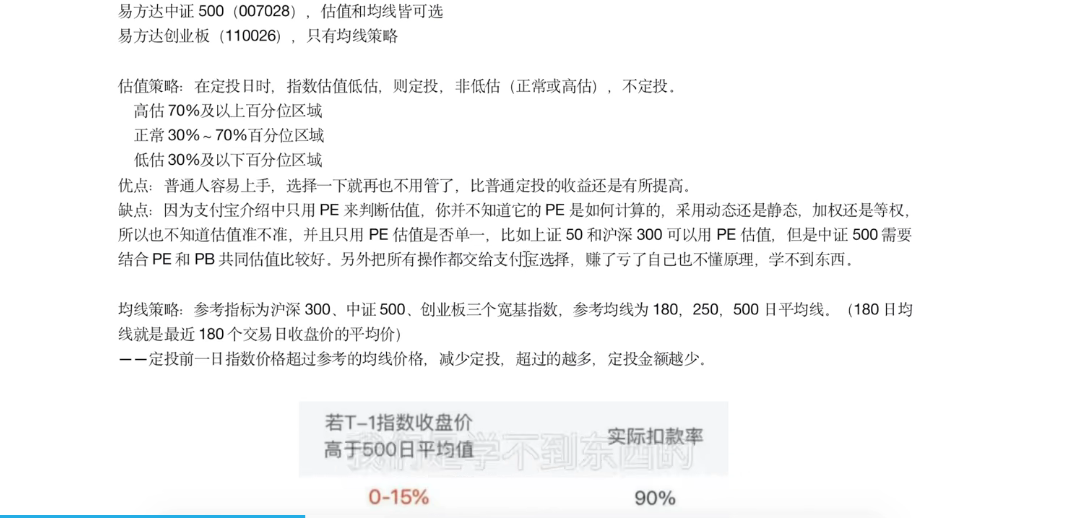 易方达中证 500（007028），估值和均线皆可选
易方达创业板（110026），只有均线策略
估值策略：在定投日时，指数估值低估，则定投，非低估（正常或高估），不定投。
高估 70%及以上百分位区域
正常 30%～70%百分位区域
低估 30%及以下百分位区域
优点：普通人容易上手，选择一下就再也不用管了，比普通定投的收益还是有所提高。
缺点：因为支付宝介绍中只用 PE 来判断估值，你并不知道它的 PE 是如何计算的，采用动态还是静态，加权还是等权，
所以也不知道估值准不准，并且只用 PE 估值是否单一，比如上证 50 和沪深 300 可以用 PE 估值，但是中证 500 需要
结合 PE 和 PB 共同估值比较好。另外把所有操作都交给支付宝选择，赚了亏了自己也不懂原理，学不到东西。
均线策略：参考指标为沪深 300、中证 500、创业板三个宽基指数，参考均线为 180，250，500 日平均线。（180 日均
线就是最近 180 个交易日收盘价的平均价）
——定投前一日指数价格超过参考的均线价格，减少定投，超过的越多，定投金额越少。
若T-1指数收盘价
高于500日平均值
实际扣款率
我们是学不到东西的
0-15%
90%